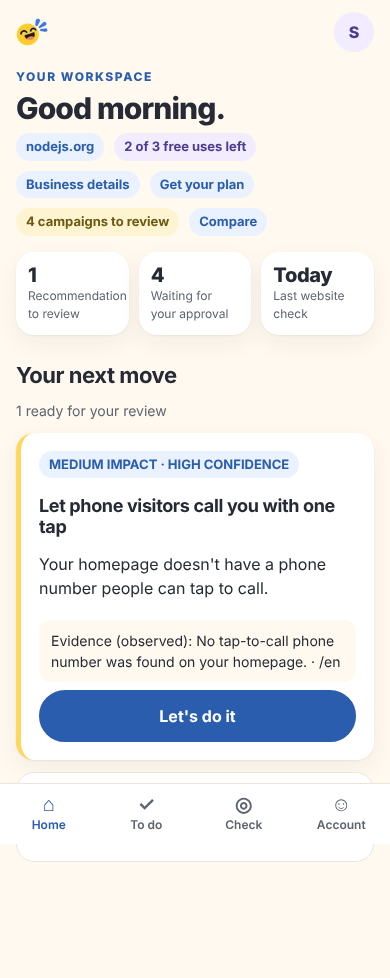 S
YOUR WORKSPACE
Good morning.
nodejs.org
2 of 3 free uses left
Business details
Get your plan
4 campaigns to review
Compare
1
Recommendation
to review
4
Waiting for
your approval
Today
Last website
check
Your next move
1 ready for your review
MEDIUM IMPACT · HIGH CONFIDENCE
Let phone visitors call you with one
tap
Your homepage doesn't have a phone
number people can tap to call.
Evidence (observed): No tap-to-call phone
number was found on your homepage. · /en
Let's do it
Home
To do
Check
Account